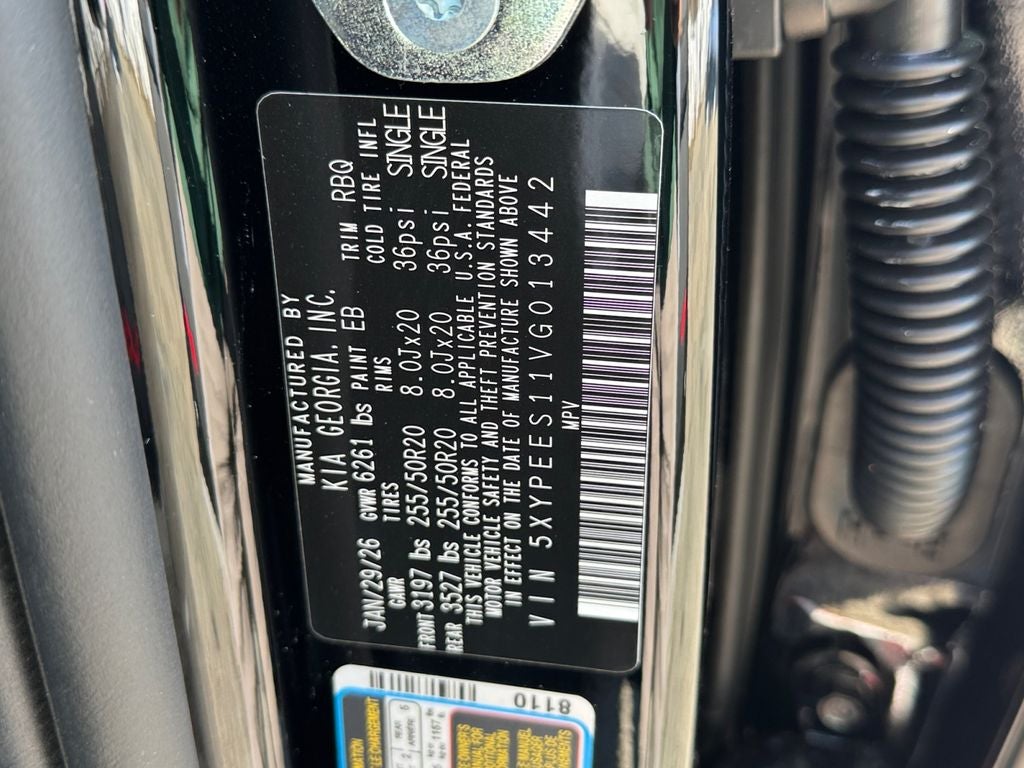 MANUFACTURED BY
KIA GEORGIA, INC.
JAN/29/26 GVWR 6261 lbs PAINT EB TRIM RBQ
GAWR TIRES RIMS COLD TIRE INFL
FRONT 3197 lbs 255/50R20 8.0Jx20 36psi SINGLE
REAR 3527 lbs 255/50R20 8.0Jx20 36psi SINGLE
THIS VEHICLE CONFORMS TO ALL APPLICABLE U.S.A. FEDERAL
MOTOR VEHICLE SAFETY AND THEFT PREVENTION STANDARDS
IN EFFECT ON THE DATE OF MANUFACTURE SHOWN ABOVE
VIN 5XYPEES11VG013442
MPV
8110